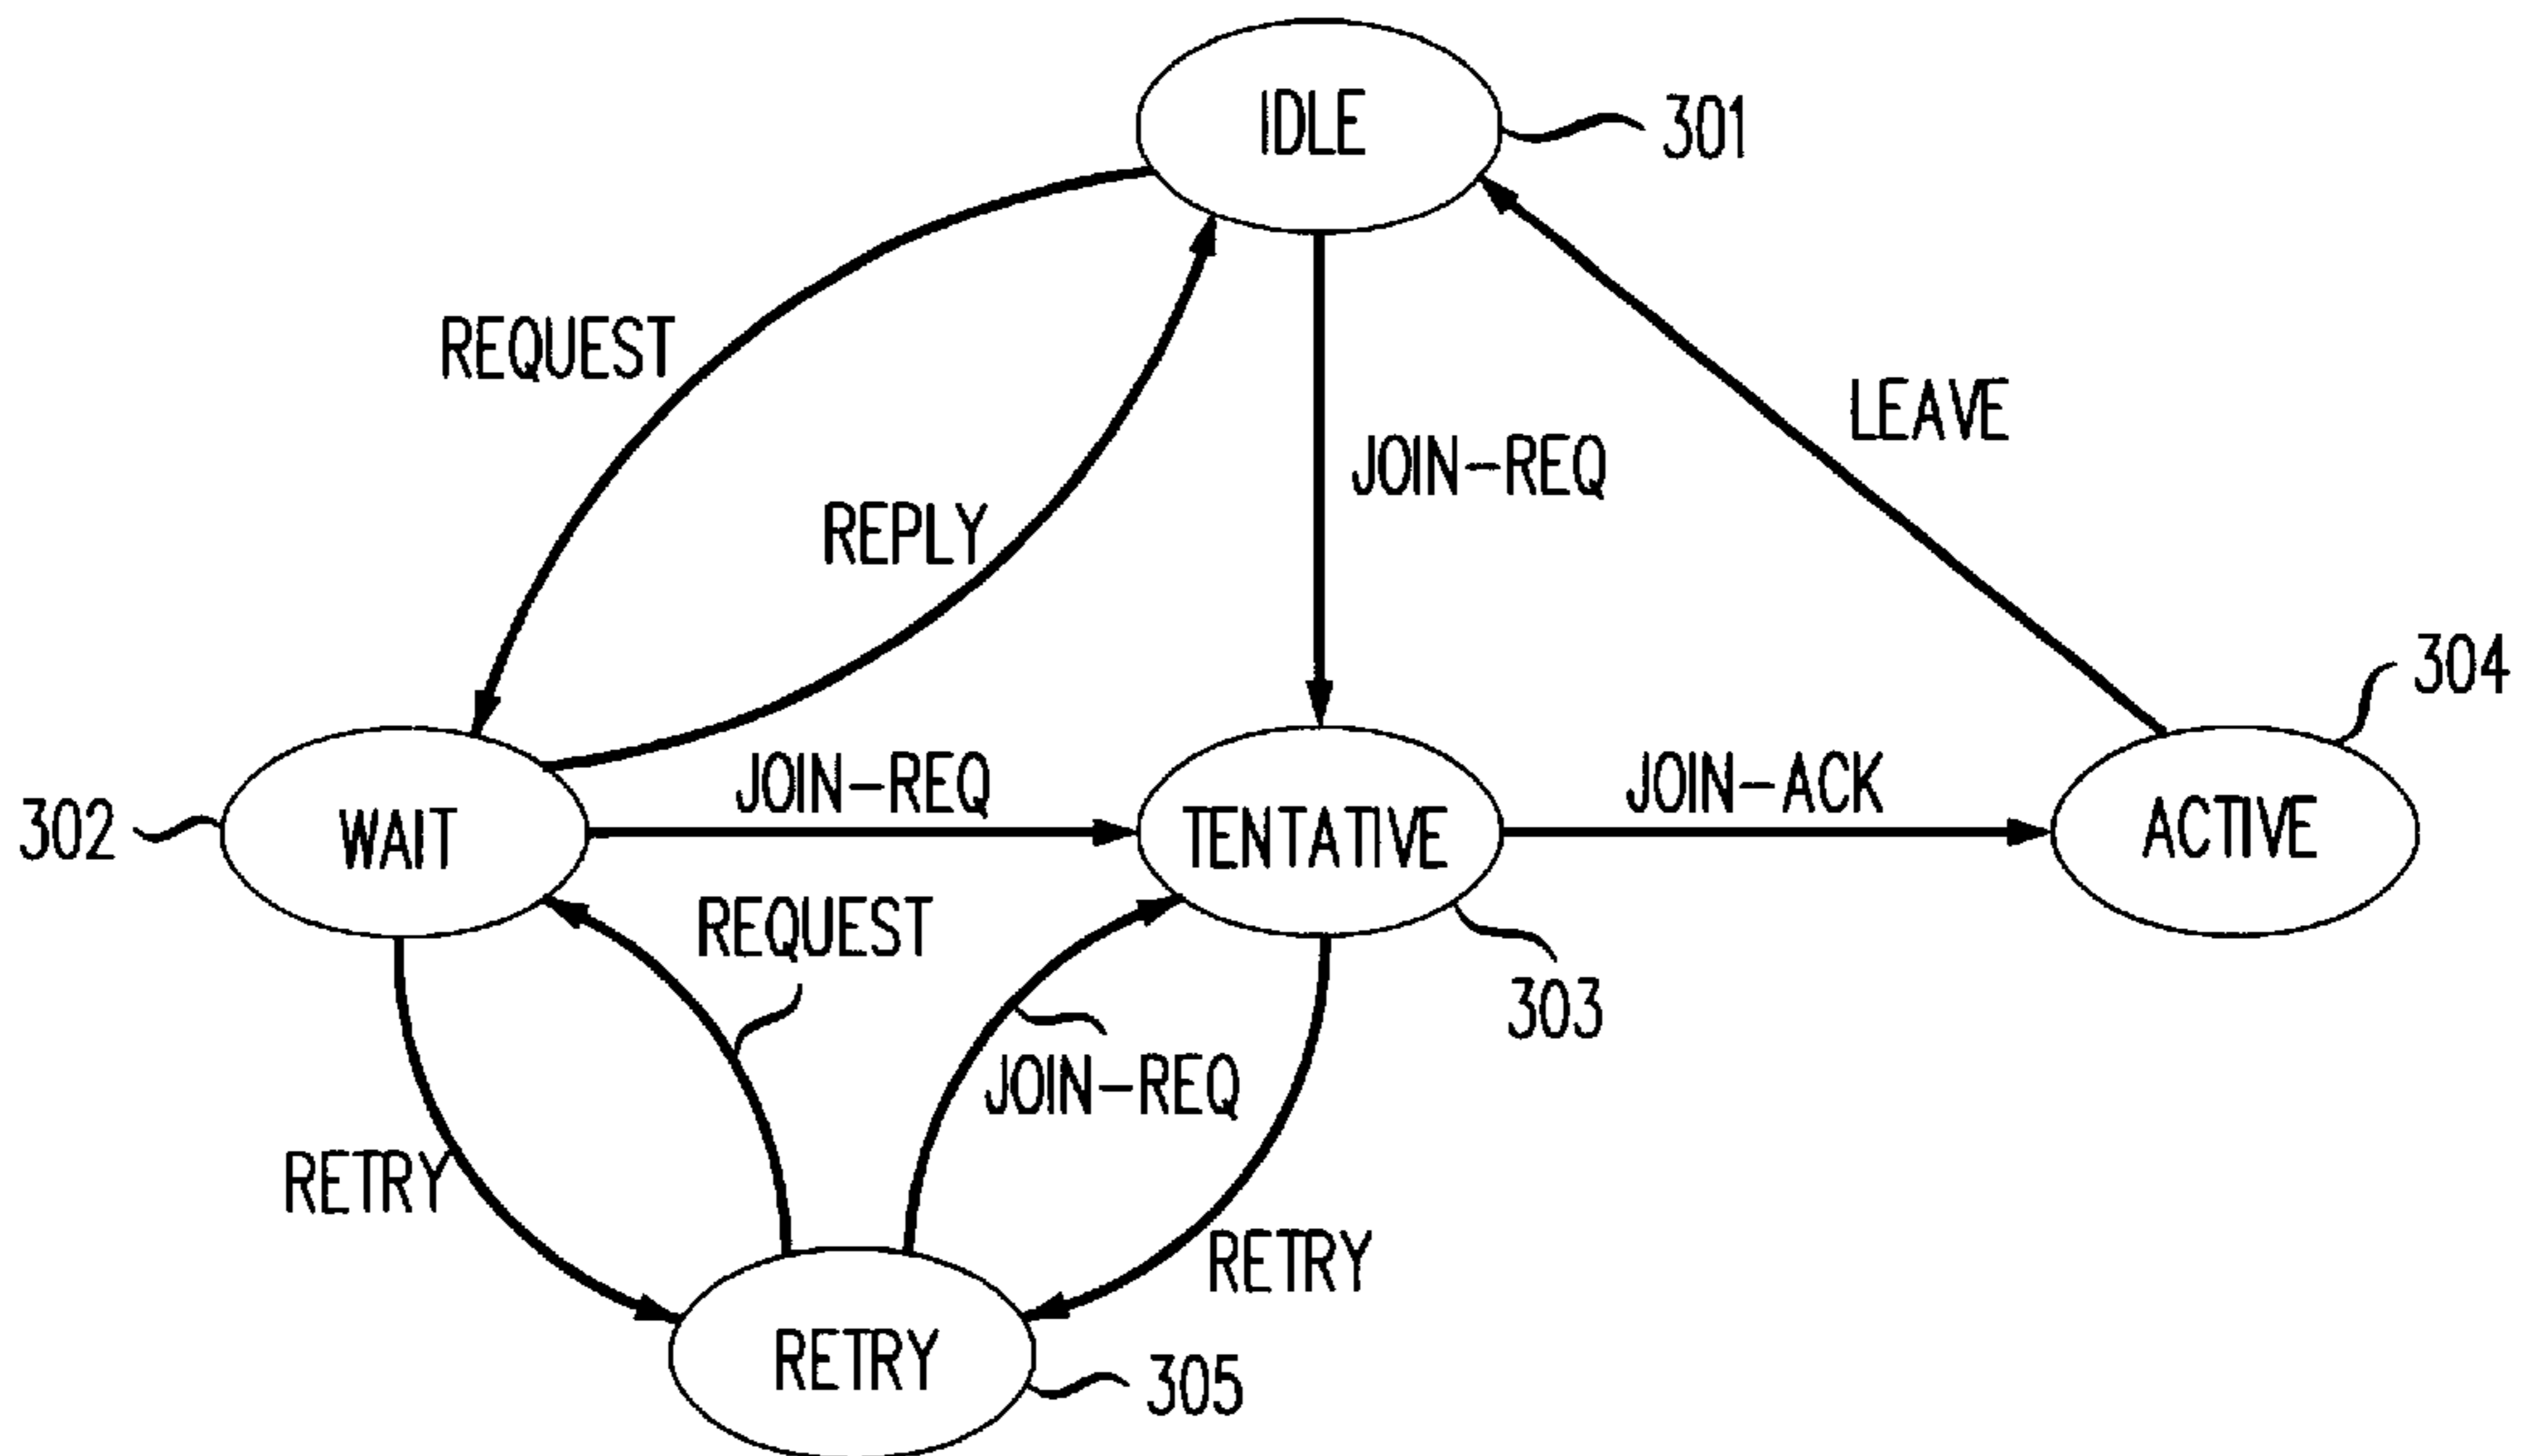 IDLE
301
REQUEST
LEAVE
JOIN-REQ
REPLY
304
JOIN-REQ
JOIN-ACK
302
WAIT
TENTATIVE
ACTIVE
REQUEST
303
JOIN-REQ
RETRY
RETRY
RETRY
305